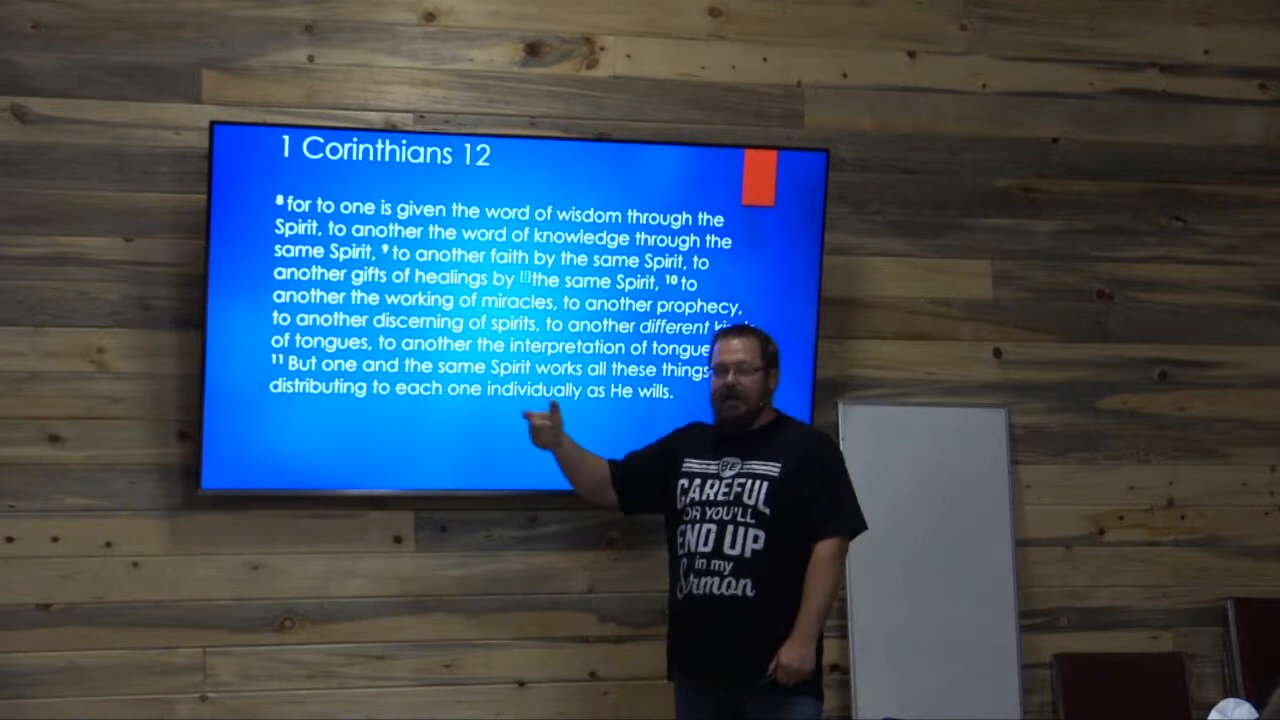 1 Corinthians 12
8 for to one is given the word of wisdom through the
Spirit, to another the word of knowledge through the
same Spirit, 9 to another faith by the same Spirit, to
another gifts of healings by the same Spirit, 10 to
another the working of miracles, to another prophecy,
to another discerning of spirits, to another different
of tongues, to another the interpretation of
11 But one and the same Spirit works all these things
distributing to each one individually as He wills.
BE
CAREFUL
OR YOU'LL
END UP
in my
Sermon